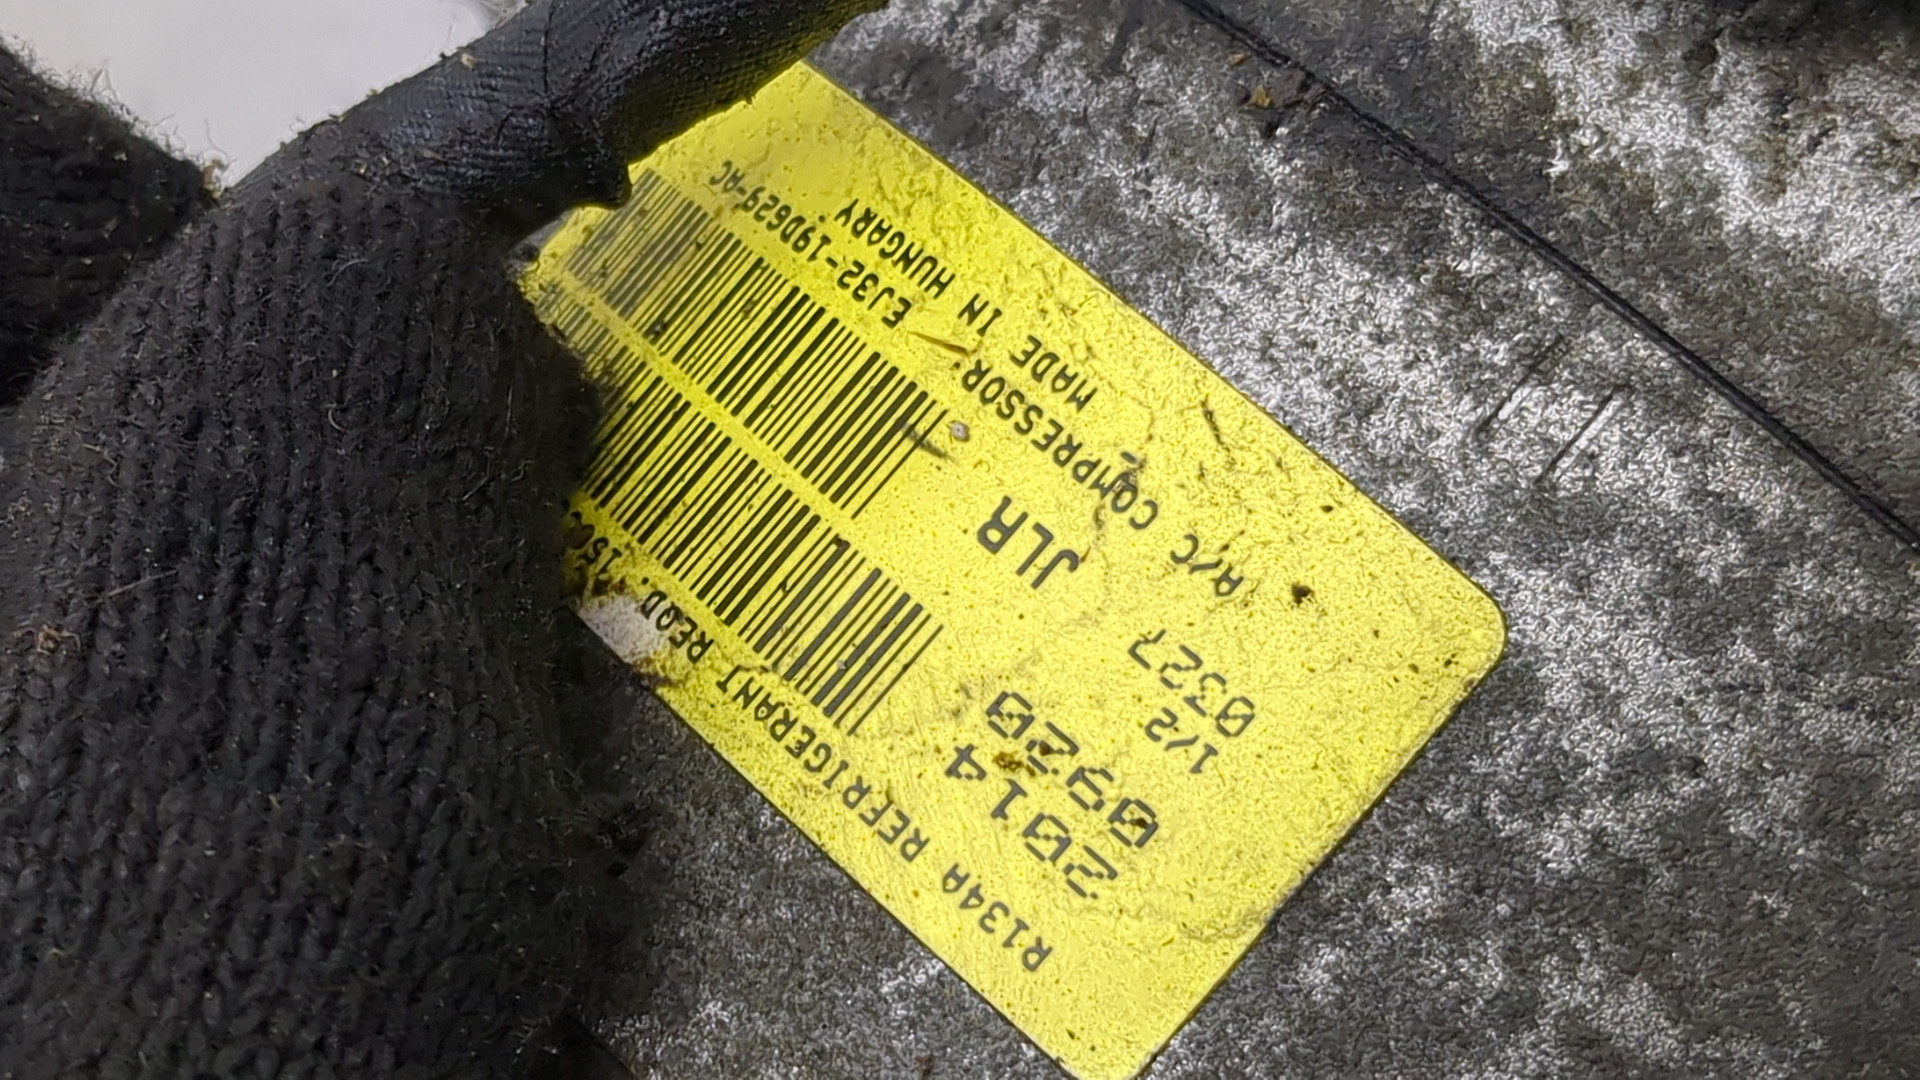 R134A REFRIGERANT REQD.
2014
0920
1/2
0327
JLR
A/C COMPRESSOR: EJ32-19D629-AC
MADE IN HUNGARY